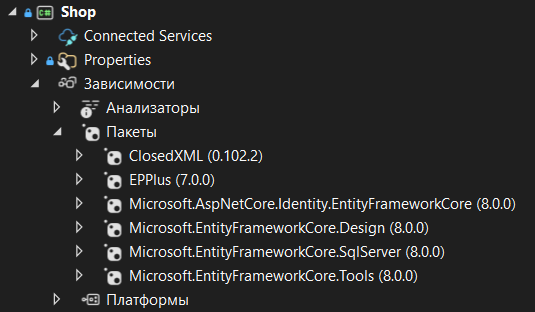 Shop
Connected Services
Properties
Зависимости
Анализаторы
Пакеты
ClosedXML (0.102.2)
EPPlus (7.0.0)
Microsoft.AspNetCore.Identity.EntityFrameworkCore (8.0.0)
Microsoft.EntityFrameworkCore.Design (8.0.0)
Microsoft.EntityFrameworkCore.SqlServer (8.0.0)
Microsoft.EntityFrameworkCore.Tools (8.0.0)
Платформы